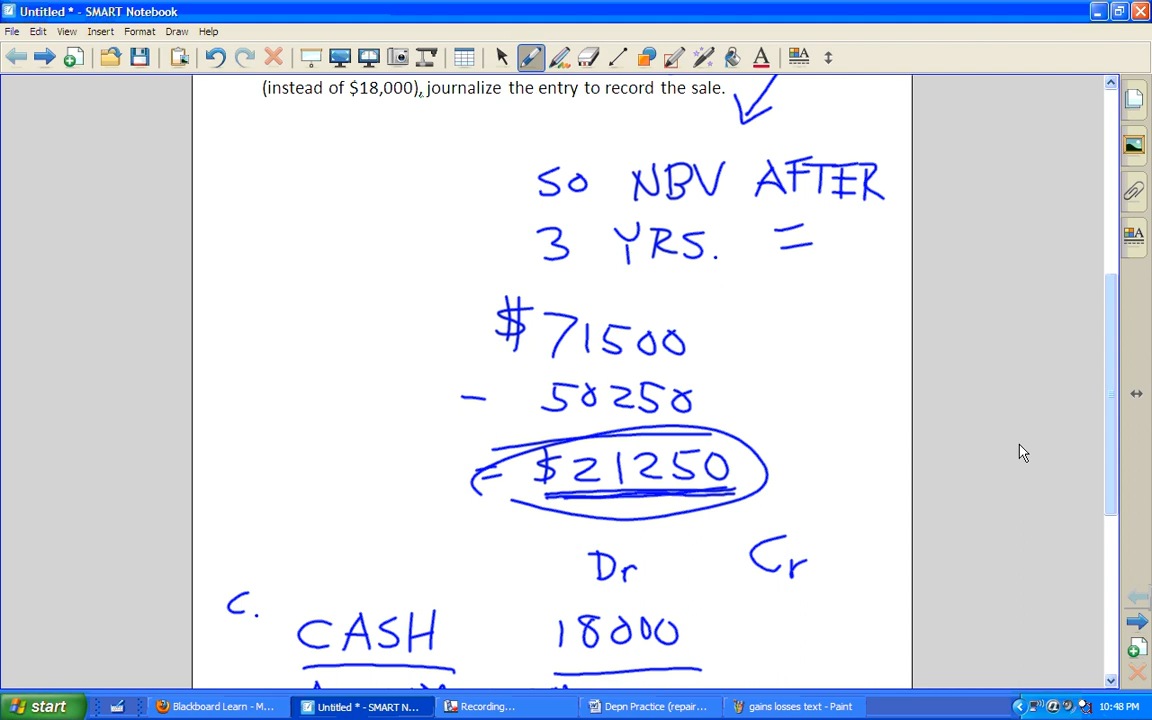 Untitled * - SMART Notebook
File Edit View Insert Format Draw Help
(instead of $18,000), journalize the entry to record the sale.
SO NBV AFTER
3 YRS. =
$ 71500
- 50250
= $21250
Dr Cr
C.
CASH 18000
start Blackboard Learn - M... Untitled * - SMART N... Recording... Depn Practice (repair... gains losses text - Paint 10:48 PM